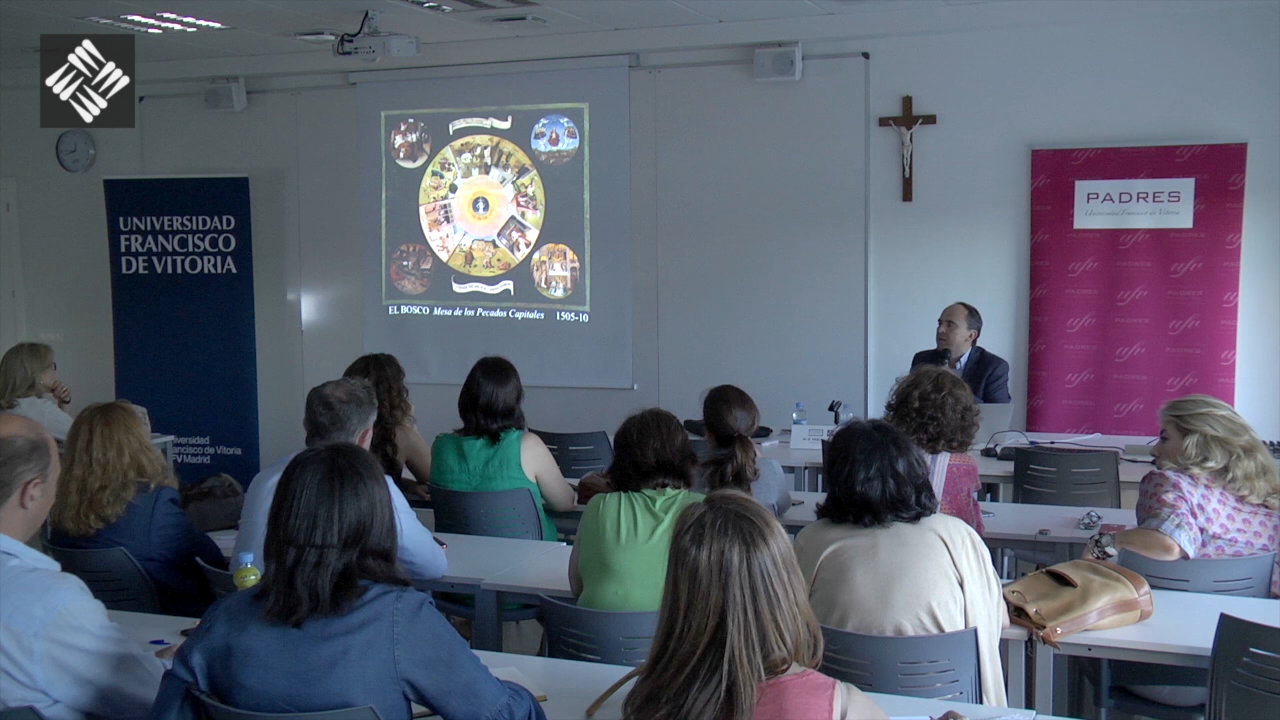 UNIVERSIDAD
FRANCISCO
DE VITORIA
Universidad
Francisco de Vitoria
UFV Madrid
EL BOSCO Mesa de los Pecados Capitales 1505-10
PADRES
Universidad Francisco de Vitoria